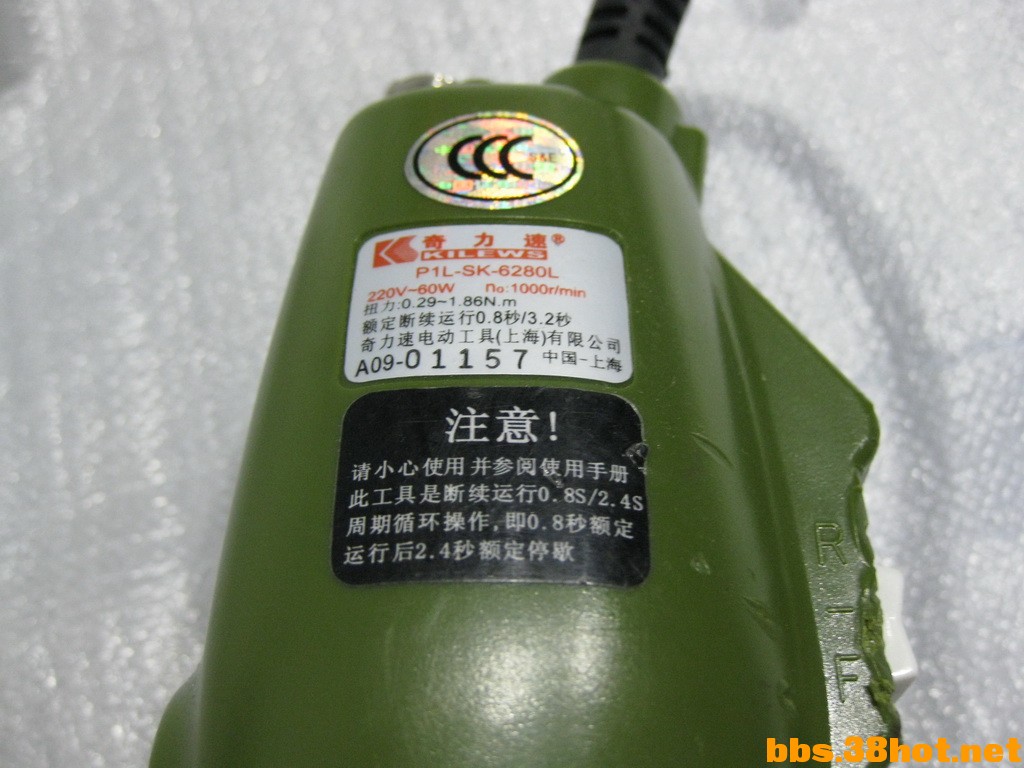 CCC S&E
奇力速®
KILEWS
P1L-SK-6280L
220V~60W no:1000r/min
扭力:0.29~1.86N.m
额定断续运行0.8秒/3.2秒
奇力速电动工具(上海)有限公司
A09-01157 中国-上海
注意!
请小心使用并参阅使用手册
此工具是断续运行0.8S/2.4S
周期循环操作,即0.8秒额定
运行后2.4秒额定停歇
R
-
F
bbs.38hot.net